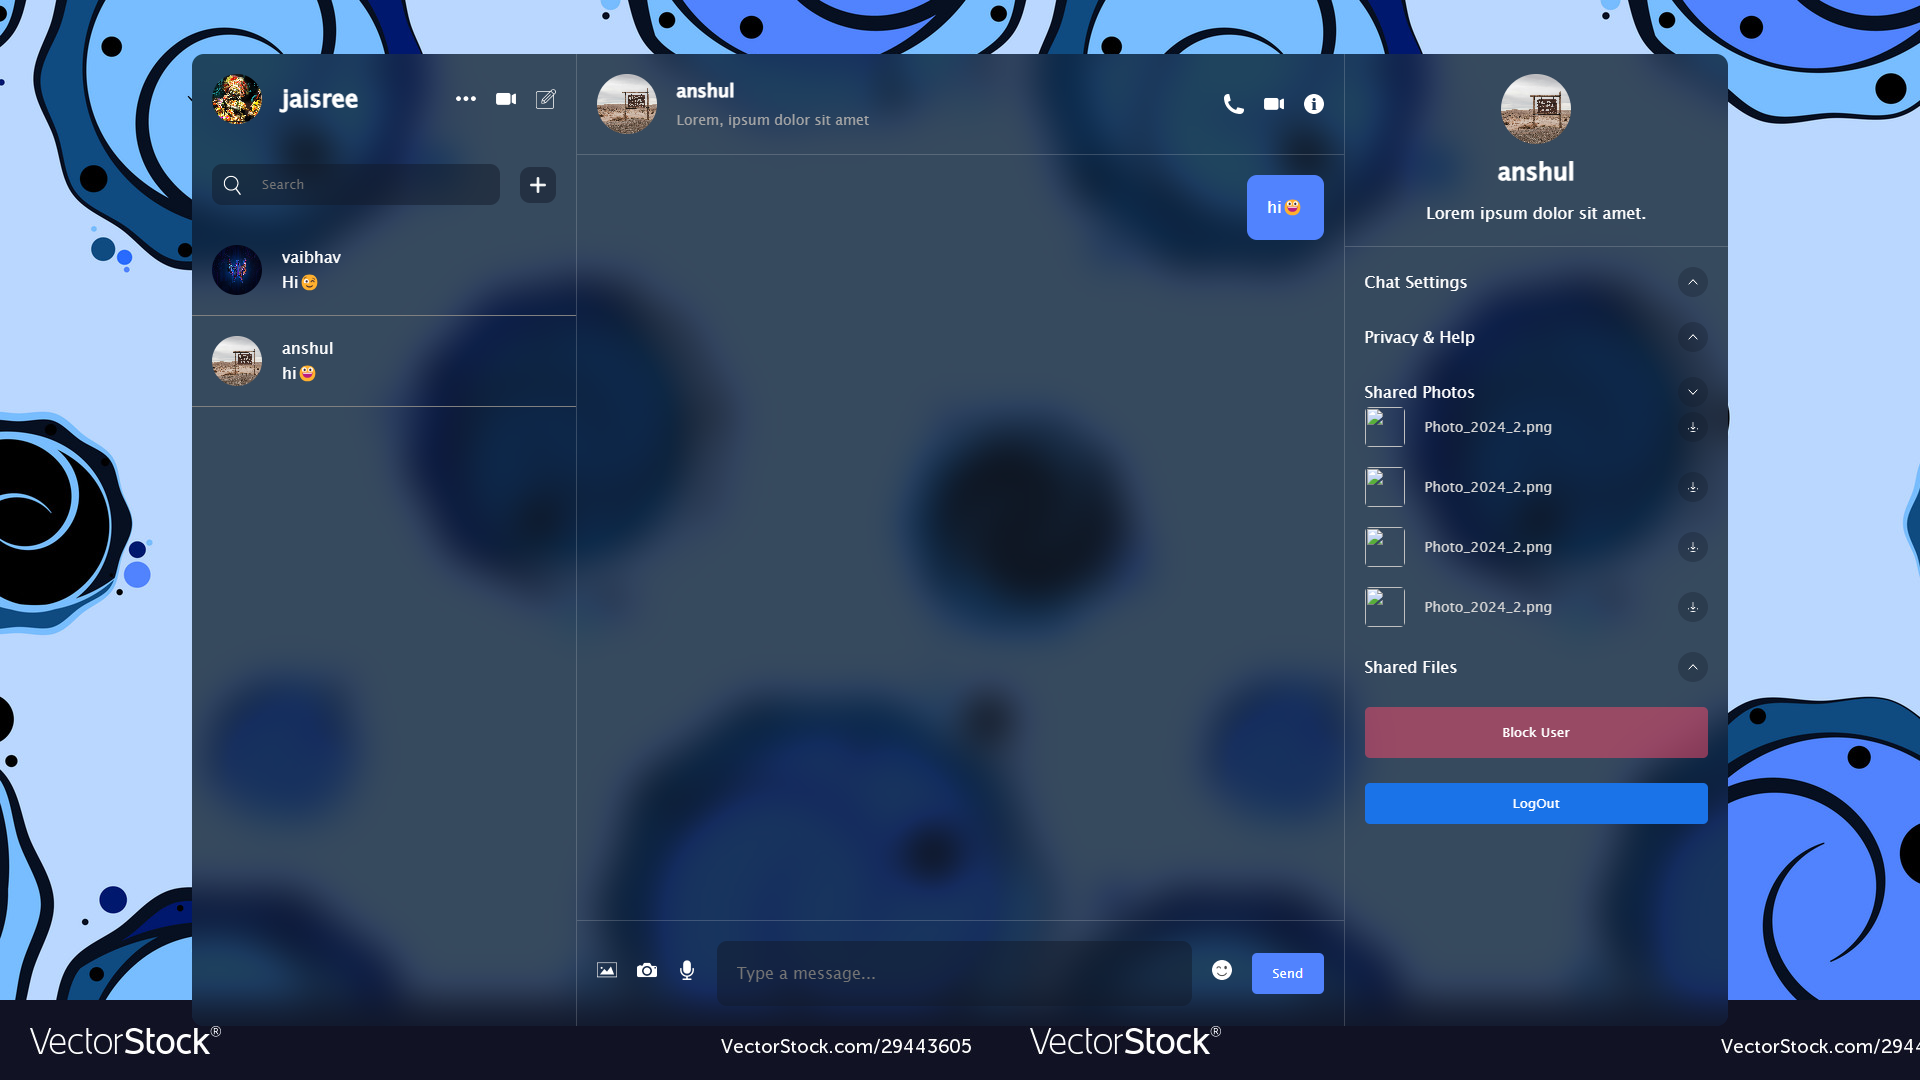 jaisree
Search
vaibhav
Hi😉
anshul
hi😀
anshul
Lorem, ipsum dolor sit amet
hi😀
Type a message...
Send
anshul
Lorem ipsum dolor sit amet.
Chat Settings
Privacy & Help
Shared Photos
Photo_2024_2.png
Photo_2024_2.png
Photo_2024_2.png
Photo_2024_2.png
Shared Files
Block User
LogOut
VectorStock®
VectorStock.com/29443605
VectorStock®
VectorStock.com/294